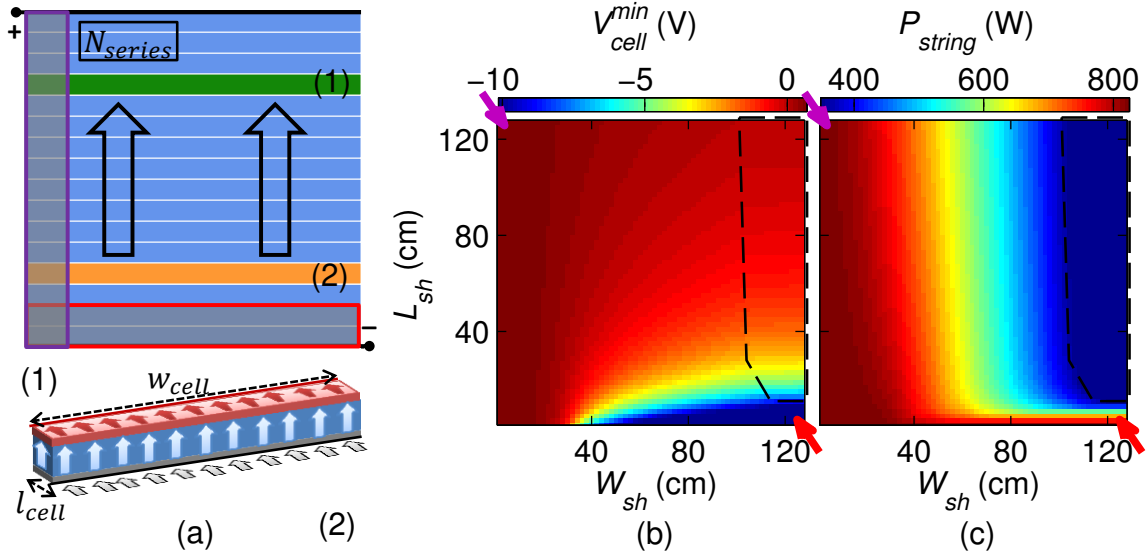 +
N_series
(1)
(2)
−
(1)
w_cell
l_cell
(a)
(2)
V_cell^min (V)
−10 −5 0
120
80
40
L_sh (cm)
40 80 120
W_sh (cm)
(b)
P_string (W)
400 600 800
40 80 120
W_sh (cm)
(c)